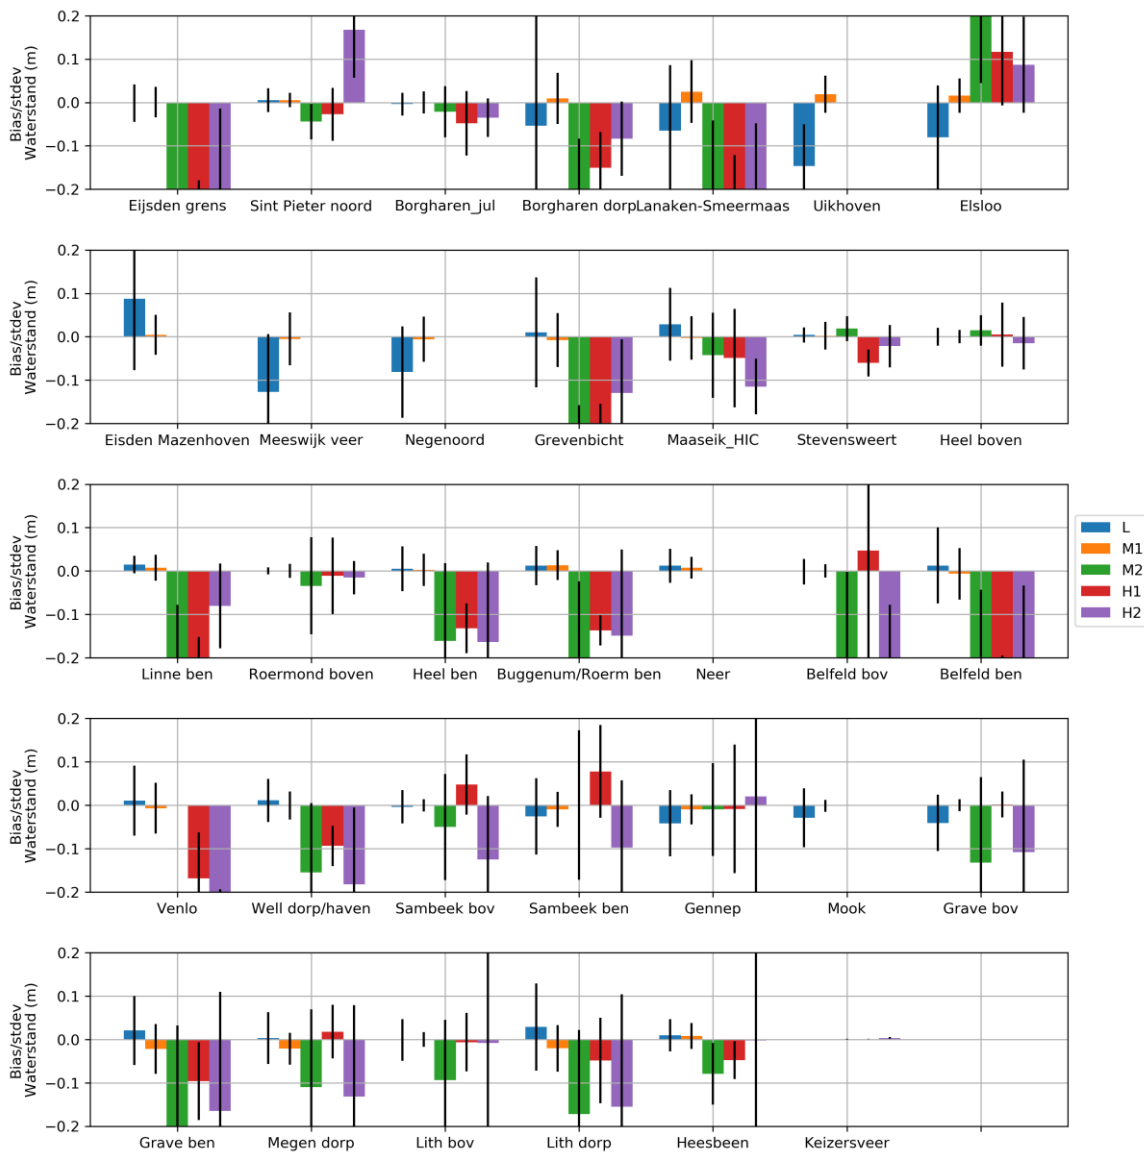 Bias/stdev
Waterstand (m)
0.2
0.1
0.0
−0.1
−0.2
Eijsden grens Sint Pieter noord Borgharen_jul Borgharen dorp Lanaken-Smeermaas Uikhoven Elsloo
Bias/stdev
Waterstand (m)
0.2
0.1
0.0
−0.1
−0.2
Eisden Mazenhoven Meeswijk veer Negenoord Grevenbicht Maaseik_HIC Stevensweert Heel boven
Bias/stdev
Waterstand (m)
0.2
0.1
0.0
−0.1
−0.2
Linne ben Roermond boven Heel ben Buggenum/Roerm ben Neer Belfeld bov Belfeld ben
L
M1
M2
H1
H2
Bias/stdev
Waterstand (m)
0.2
0.1
0.0
−0.1
−0.2
Venlo Well dorp/haven Sambeek bov Sambeek ben Gennep Mook Grave bov
Bias/stdev
Waterstand (m)
0.2
0.1
0.0
−0.1
−0.2
Grave ben Megen dorp Lith bov Lith dorp Heesbeen Keizersveer